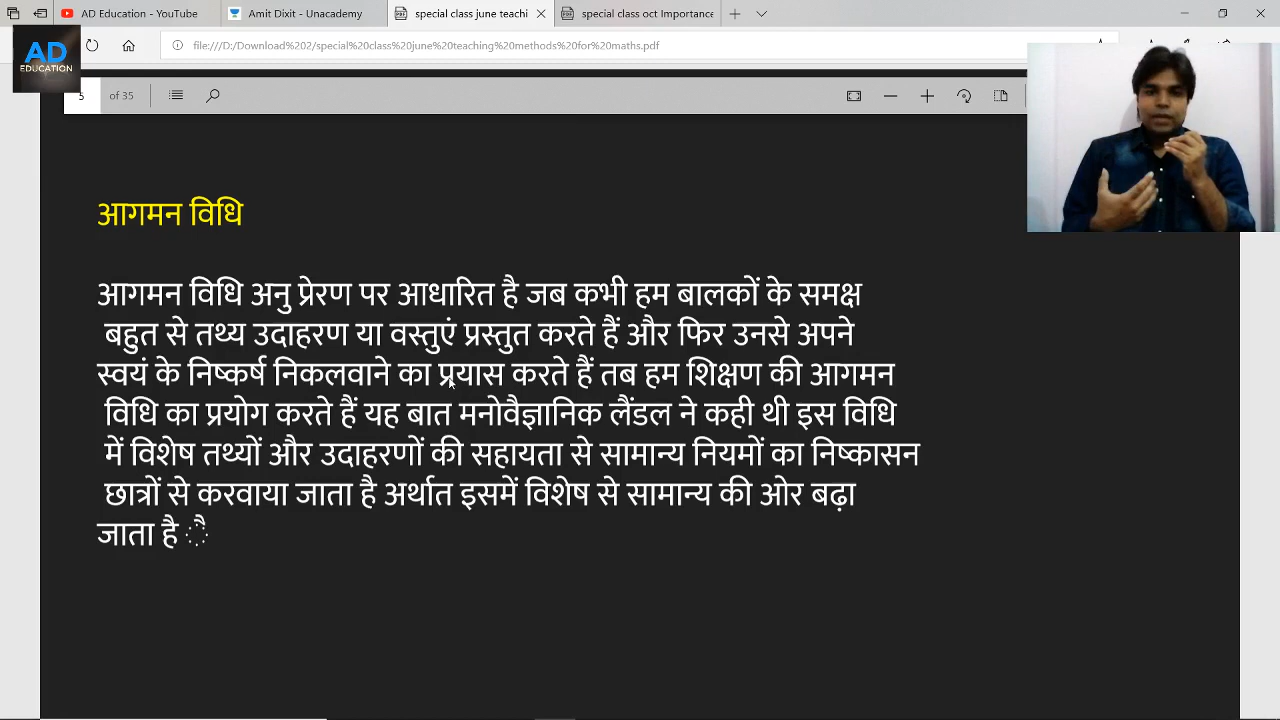 AD Education - YouTube
Amit Dixit - Unacademy
special class june teachi
special class oct Importance
file:///D:/Download%202/special%20class%20june%20teaching%20methods%20for%20maths.pdf
AD
EDUCATION
5 of 35
आगमन विधि
आगमन विधि अनु प्रेरण पर आधारित है जब कभी हम बालकों के समक्ष
बहुत से तथ्य उदाहरण या वस्तुएं प्रस्तुत करते हैं और फिर उनसे अपने
स्वयं के निष्कर्ष निकलवाने का प्रयास करते हैं तब हम शिक्षण की आगमन
विधि का प्रयोग करते हैं यह बात मनोवैज्ञानिक लैंडल ने कही थी इस विधि
में विशेष तथ्यों और उदाहरणों की सहायता से सामान्य नियमों का निष्कासन
छात्रों से करवाया जाता है अर्थात इसमें विशेष से सामान्य की ओर बढ़ा
जाता है ै